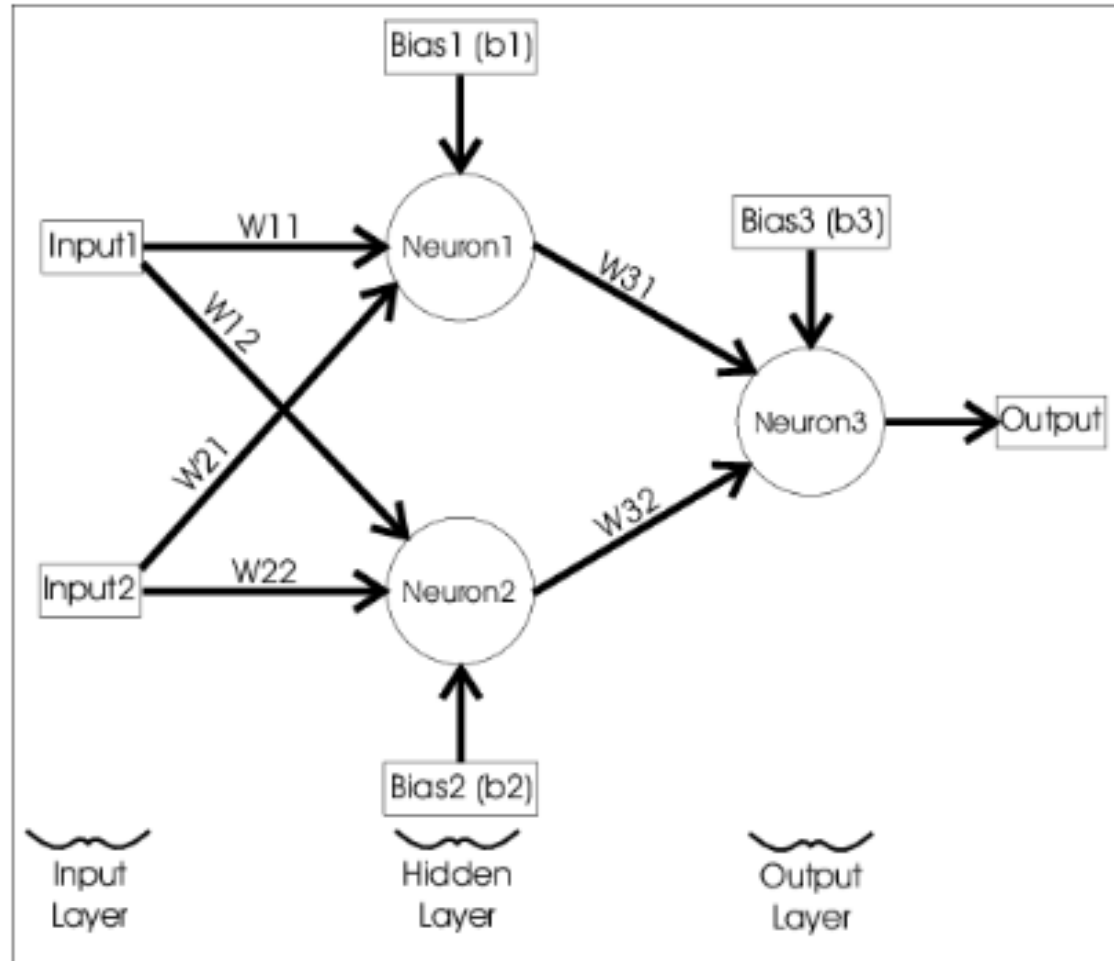 Bias1 (b1)
Input1
W11
Neuron1
Bias3 (b3)
W31
W12
Neuron3
Output
W21
W32
Input2
W22
Neuron2
Bias2 (b2)
Input
Layer
Hidden
Layer
Output
Layer